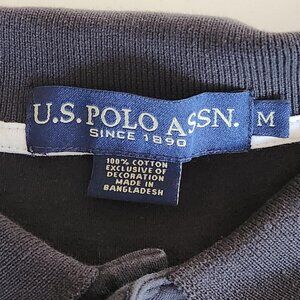 U.S. POLO ASSN.
SINCE 1890
M
100% COTTON
EXCLUSIVE OF
DECORATION
MADE IN
BANGLADESH